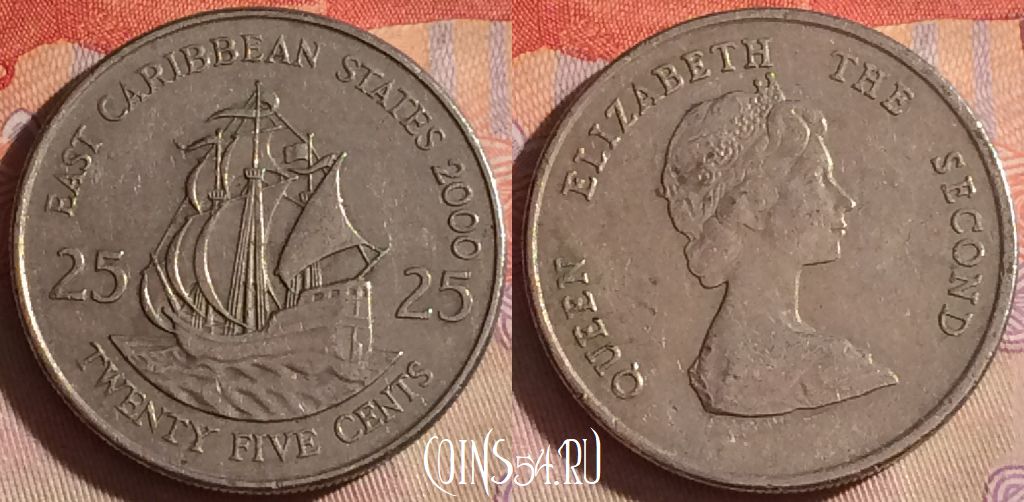 EAST CARIBBEAN STATES 2000
25 25
TWENTY FIVE CENTS
QUEEN ELIZABETH THE SECOND
COINS54.RU